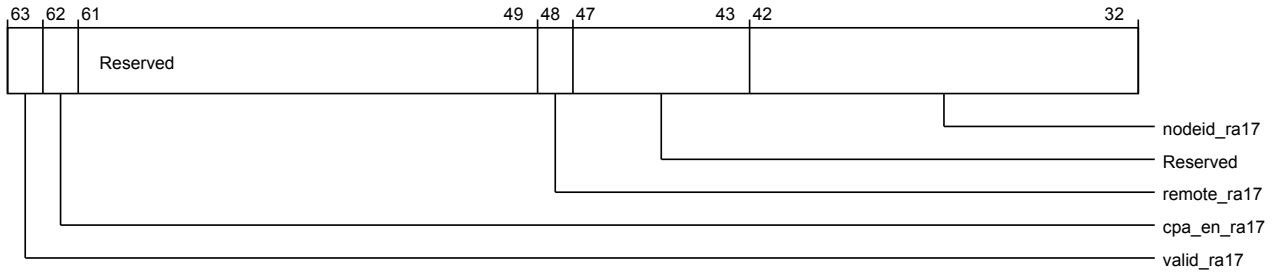 63 62 61 49 48 47 43 42 32
Reserved
nodeid_ra17
Reserved
remote_ra17
cpa_en_ra17
valid_ra17